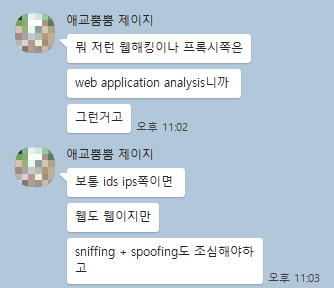 애교뿜뿜 제이지
뭐 저런 웹해킹이나 프록시쪽은
web application analysis니까
그런거고
오후 11:02
애교뿜뿜 제이지
보통 ids ips쪽이면
웹도 웹이지만
sniffing + spoofing도 조심해야하
고
오후 11:03